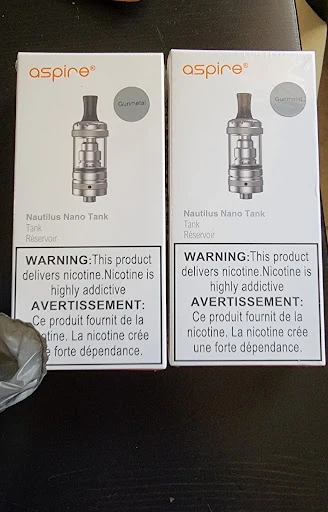 aspire®
Gunmetal
Nautilus Nano Tank
Tank
Réservoir
WARNING:This product
delivers nicotine.Nicotine is
highly addictive
AVERTISSEMENT:
Ce produit fournit de la
nicotine. La nicotine crée
une forte dépendance.
aspire®
Gunmetal
Nautilus Nano Tank
Tank
Réservoir
WARNING:This product
delivers nicotine.Nicotine is
highly addictive
AVERTISSEMENT:
Ce produit fournit de la
nicotine. La nicotine crée
une forte dépendance.